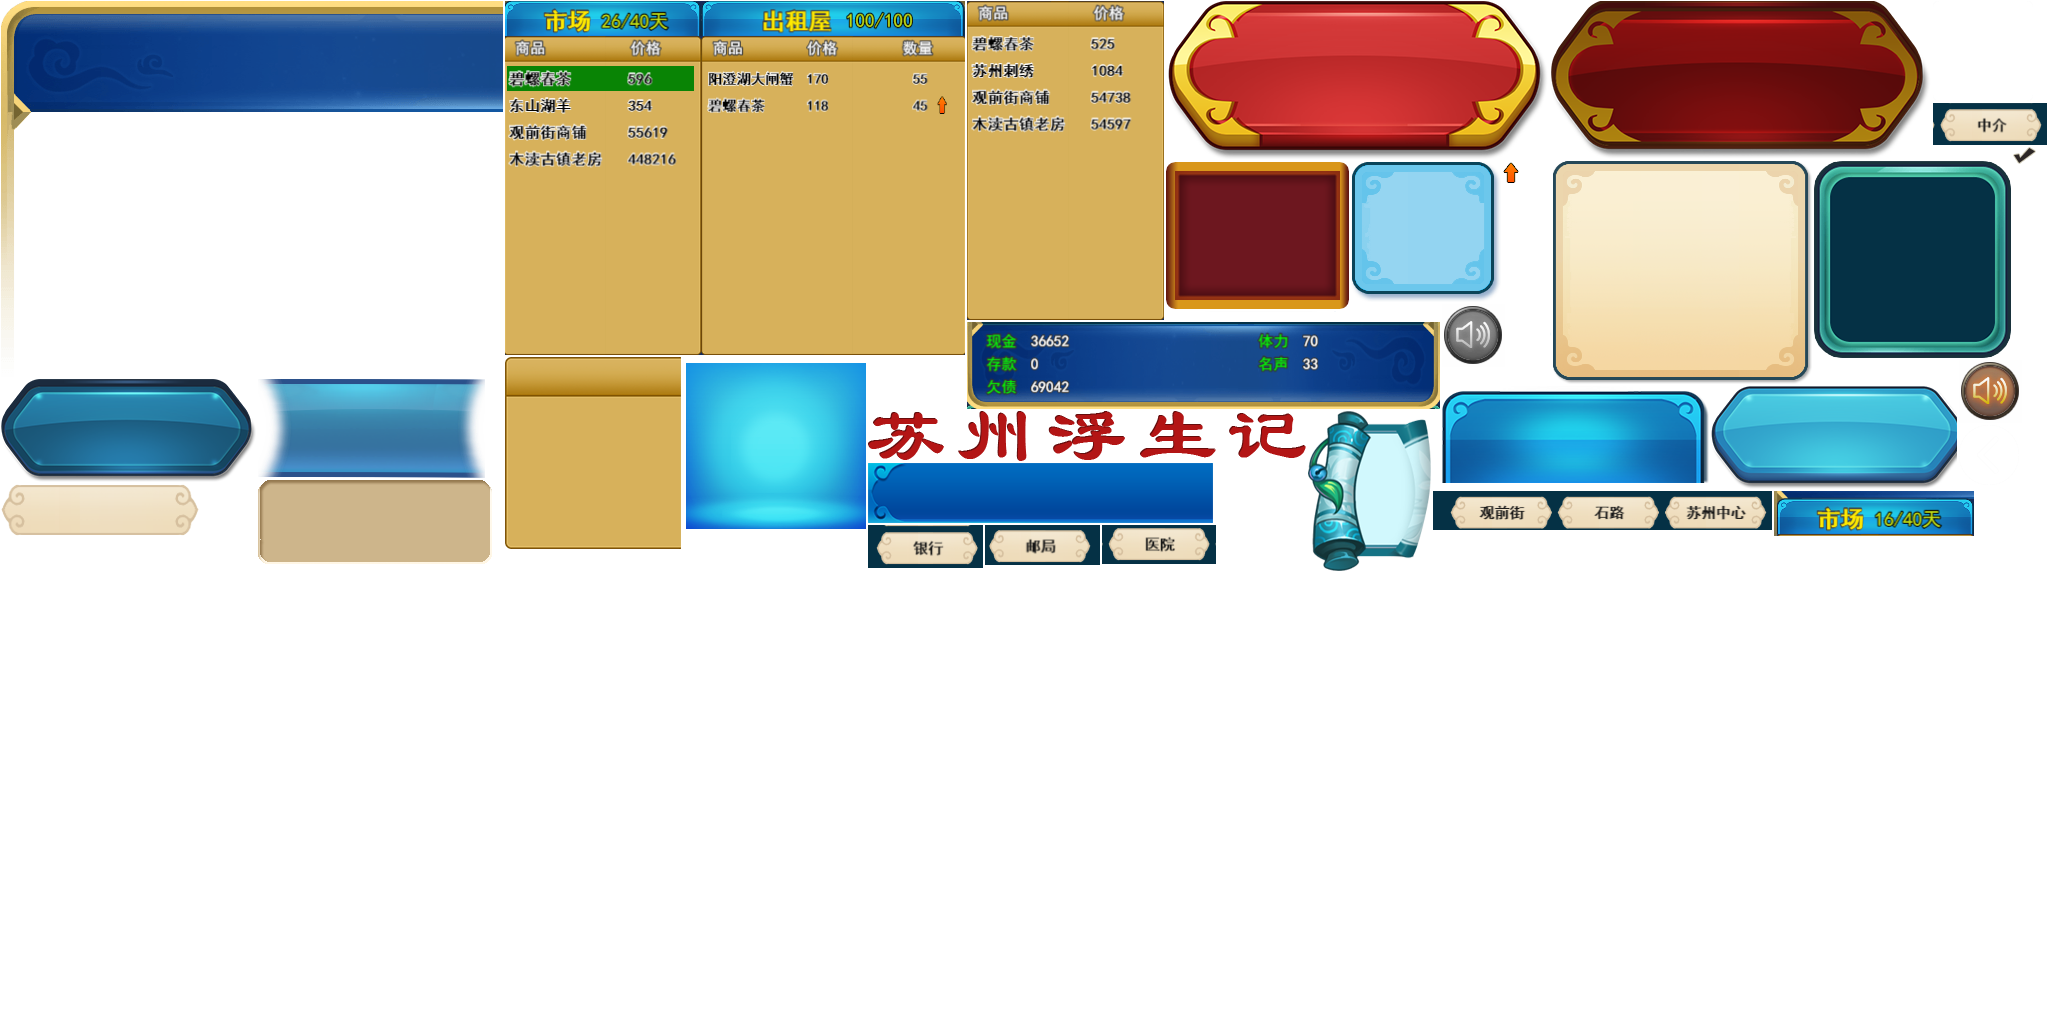 市场 26/40天
商品 价格
碧螺春茶 596
东山湖羊 354
观前街商铺 55619
木渎古镇老房 448216
出租屋 100/100
商品 价格 数量
阳澄湖大闸蟹 170 55
碧螺春茶 118 45
商品 价格
碧螺春茶 525
苏州刺绣 1084
观前街商铺 54738
木渎古镇老房 54597
中介
现金 36652 体力 70
存款 0 名声 33
欠债 69042
苏州浮生记
银行
邮局
医院
观前街
石路
苏州中心
市场 16/40天